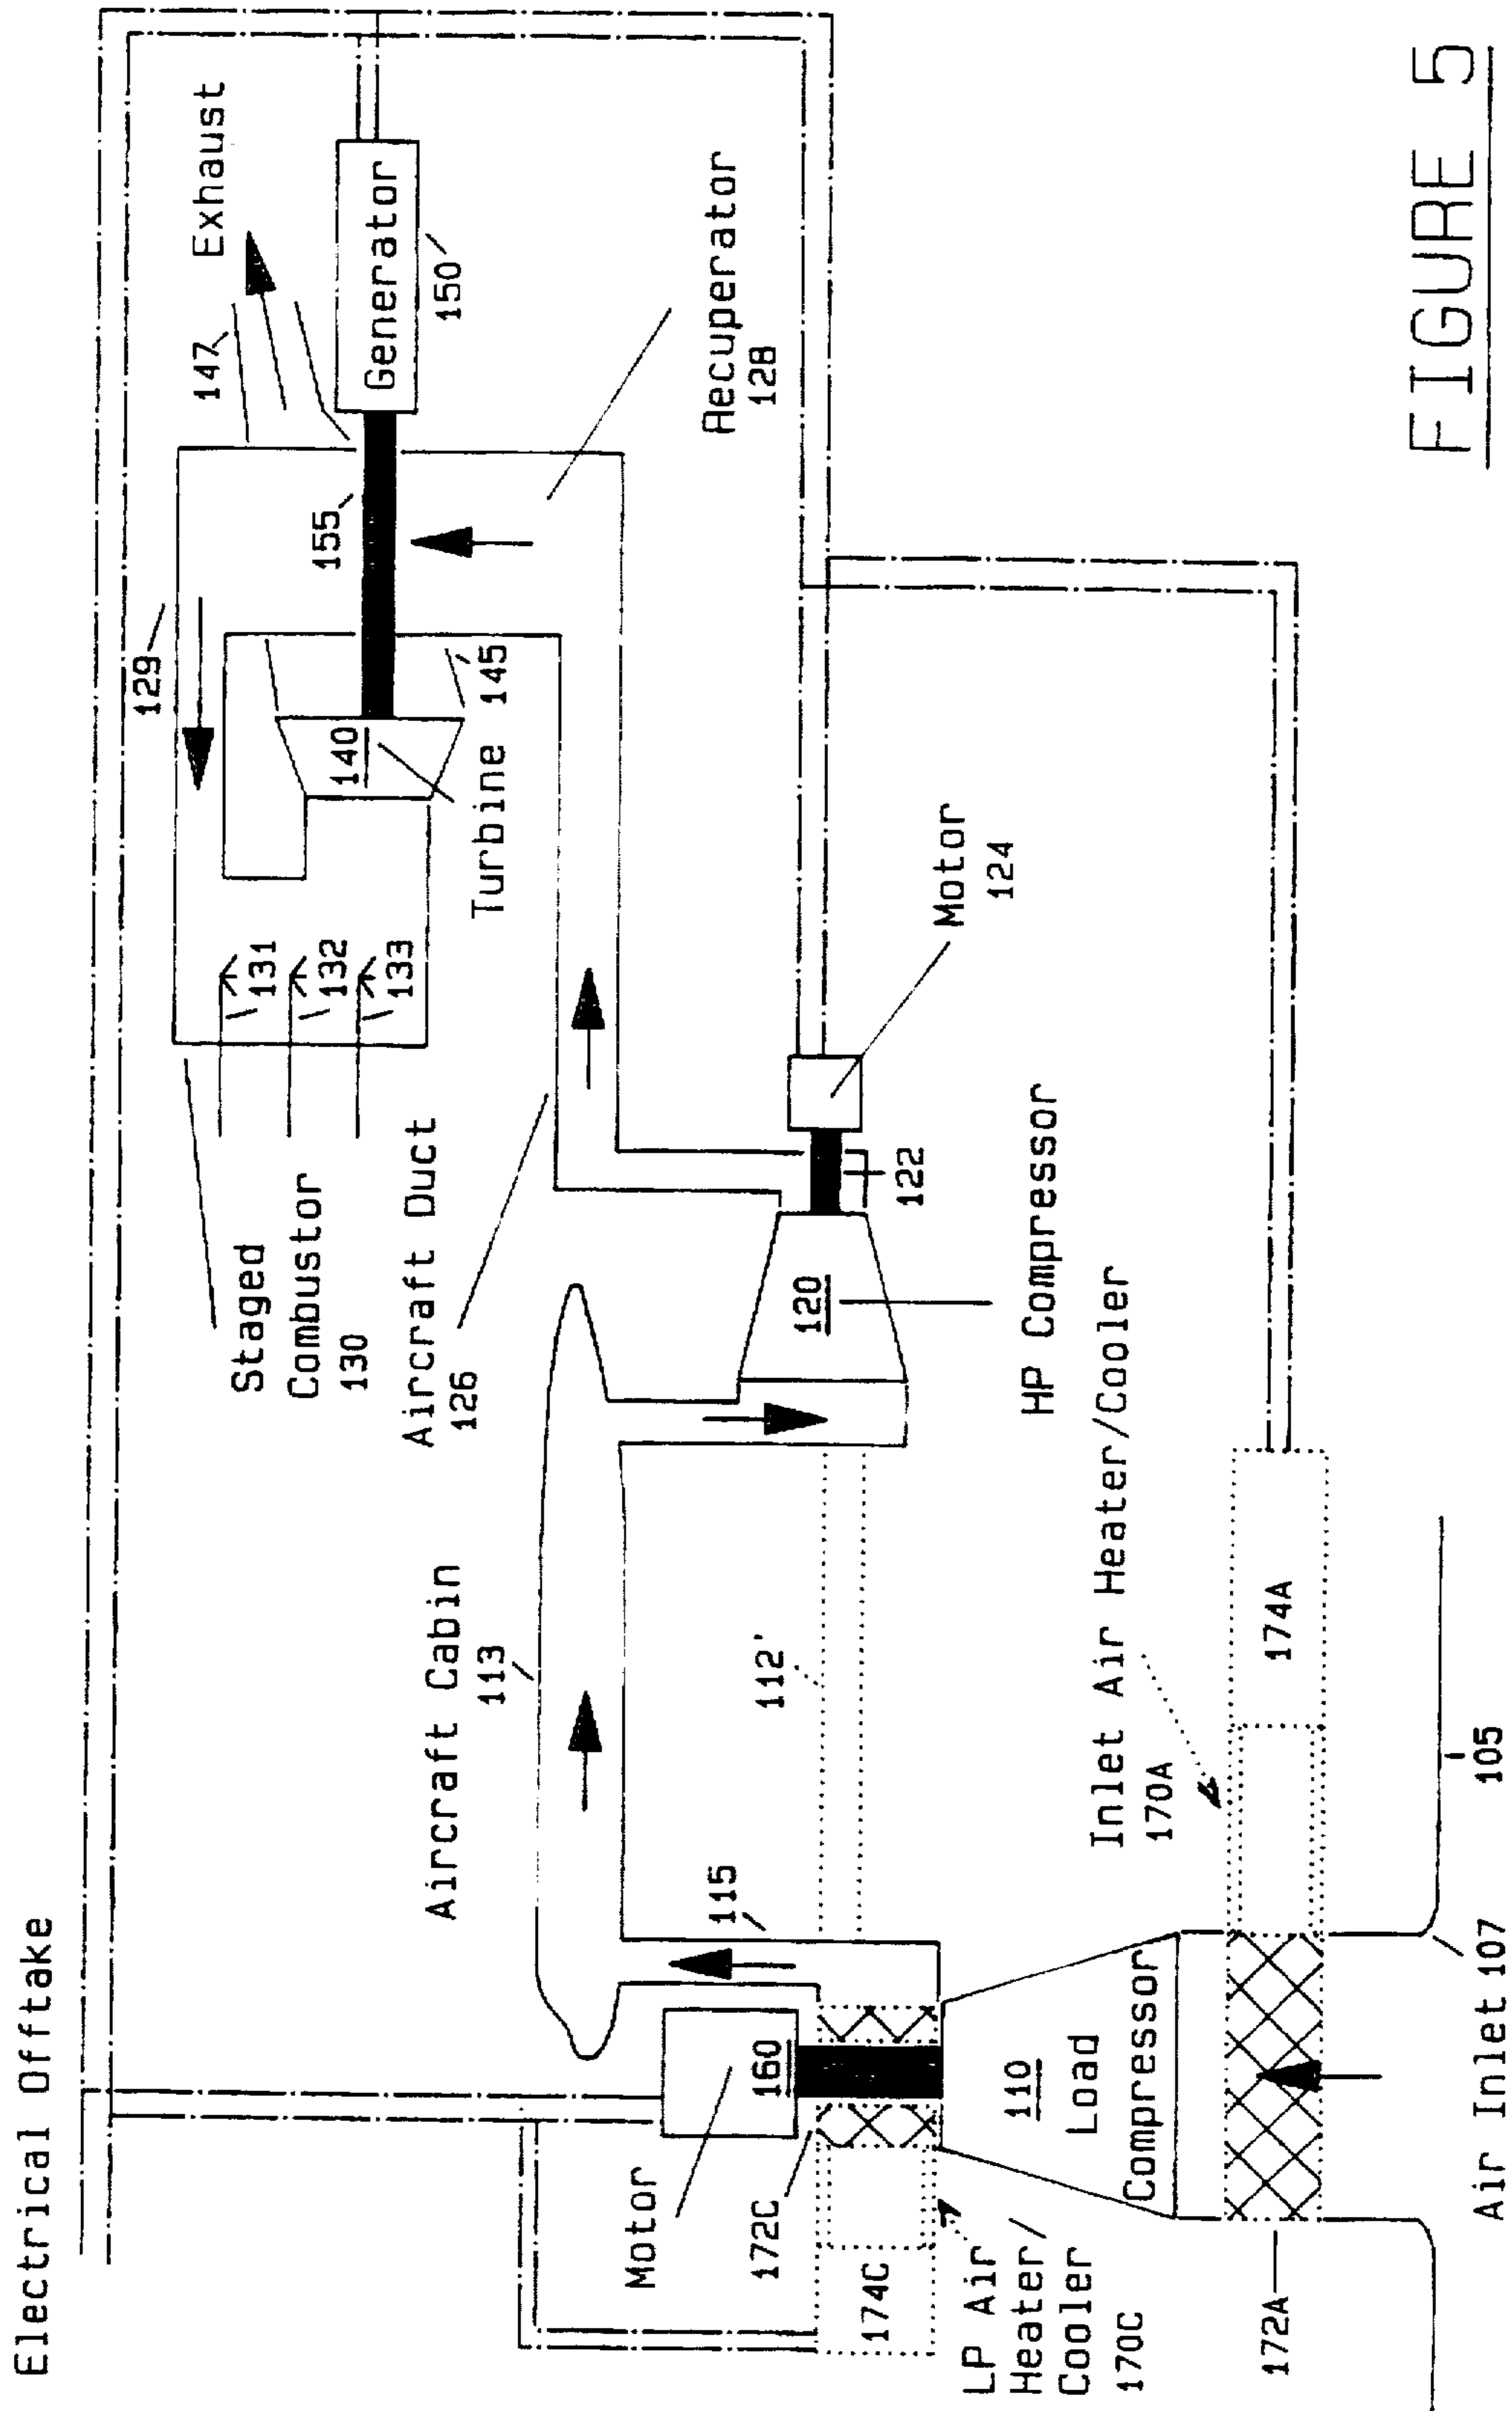 Electrical Offtake
Exhaust
147
129
155
Generator
150
140
Turbine 145
131
132
133
Staged
Combustor
130
Recuperator
128
Aircraft Duct
126
Aircraft Cabin
113
Motor
124
122
120
HP Compressor
112'
115
Motor
160
172C
174C
LP Air
Heater/
Cooler
170C
110
Load
Compressor
Inlet Air Heater/Cooler
170A
174A
172A
105
Air Inlet 107
FIGURE 5